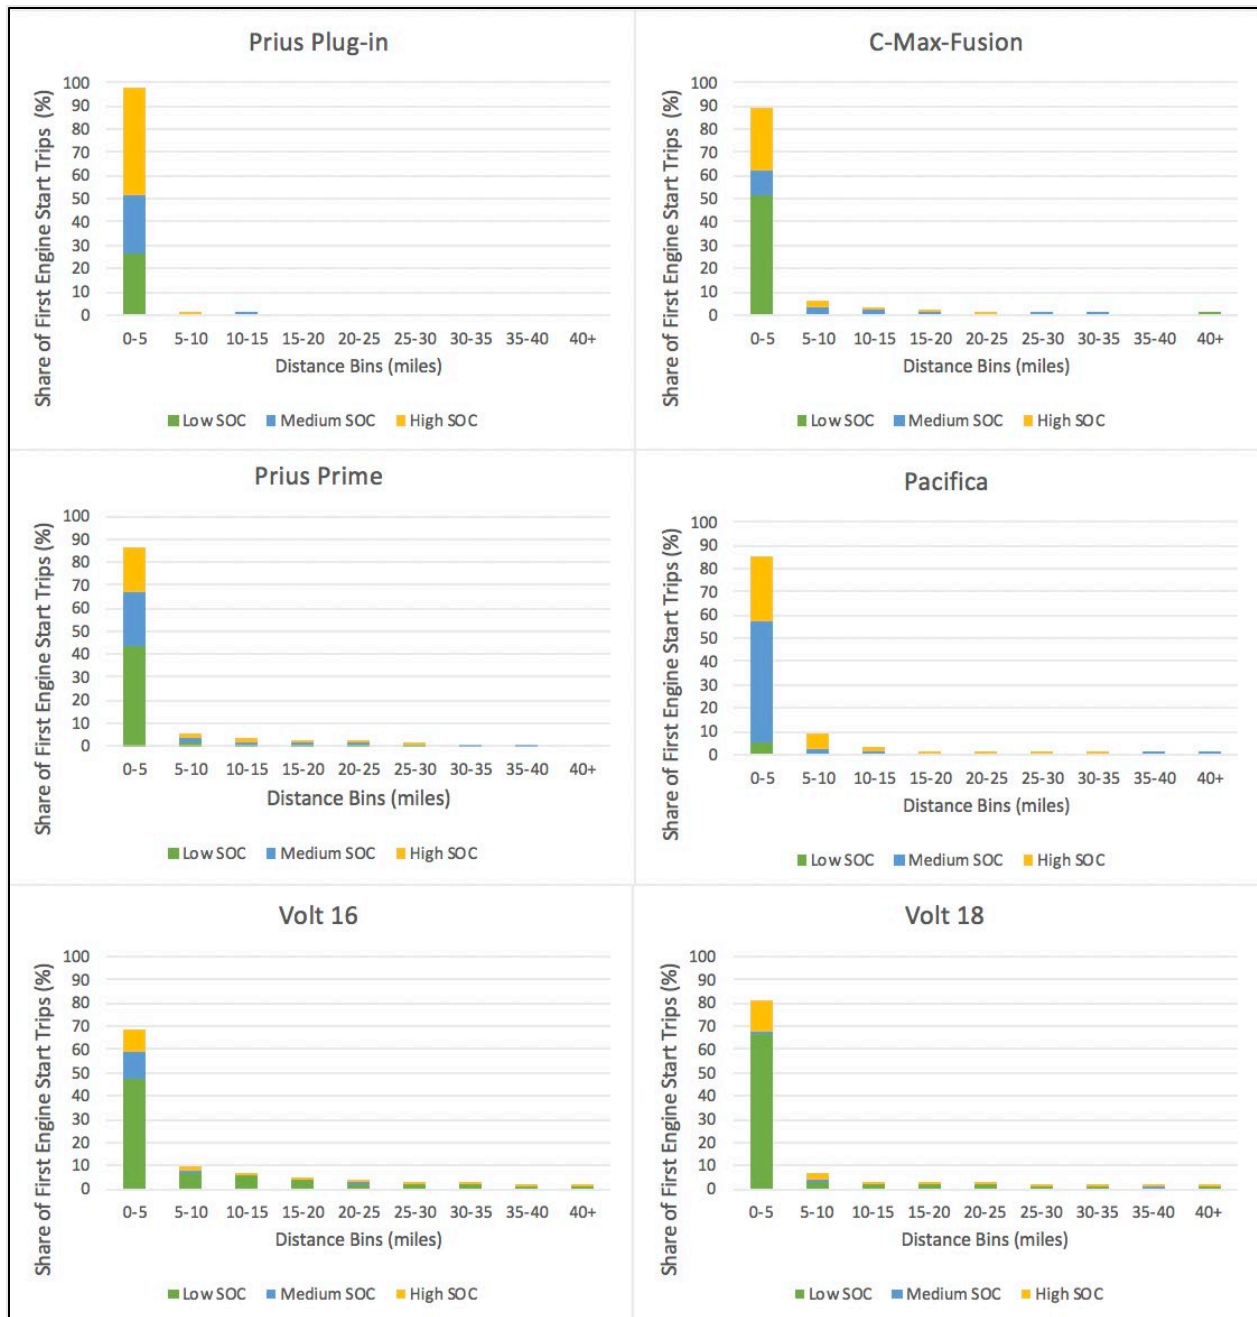 Prius Plug-in
Share of First Engine Start Trips (%)
100
90
80
70
60
50
40
30
20
10
0
0-5 5-10 10-15 15-20 20-25 25-30 30-35 35-40 40+
Distance Bins (miles)
Low SOC Medium SOC High SOC
C-Max-Fusion
Share of First Engine Start Trips (%)
100
90
80
70
60
50
40
30
20
10
0
0-5 5-10 10-15 15-20 20-25 25-30 30-35 35-40 40+
Distance Bins (miles)
Low SOC Medium SOC High SOC
Prius Prime
Share of First Engine Start Trips (%)
100
90
80
70
60
50
40
30
20
10
0
0-5 5-10 10-15 15-20 20-25 25-30 30-35 35-40 40+
Distance Bins (miles)
Low SOC Medium SOC High SOC
Pacifica
Share of First Engine Start Trips (%)
100
90
80
70
60
50
40
30
20
10
0
0-5 5-10 10-15 15-20 20-25 25-30 30-35 35-40 40+
Distance Bins (miles)
Low SOC Medium SOC High SOC
Volt 16
Share of First Engine Start Trips (%)
100
90
80
70
60
50
40
30
20
10
0
0-5 5-10 10-15 15-20 20-25 25-30 30-35 35-40 40+
Distance Bins (miles)
Low SOC Medium SOC High SOC
Volt 18
Share of First Engine Start Trips (%)
100
90
80
70
60
50
40
30
20
10
0
0-5 5-10 10-15 15-20 20-25 25-30 30-35 35-40 40+
Distance Bins (miles)
Low SOC Medium SOC High SOC